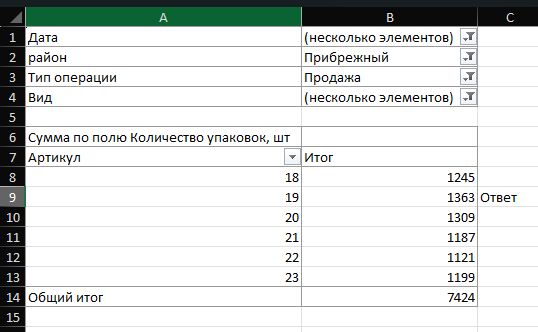 A B C
1 Дата (несколько элементов)
2 район Прибрежный
3 Тип операции Продажа
4 Вид (несколько элементов)
5
6 Сумма по полю Количество упаковок, шт
7 Артикул Итог
8 18 1245
9 19 1363 Ответ
10 20 1309
11 21 1187
12 22 1121
13 23 1199
14 Общий итог 7424
15